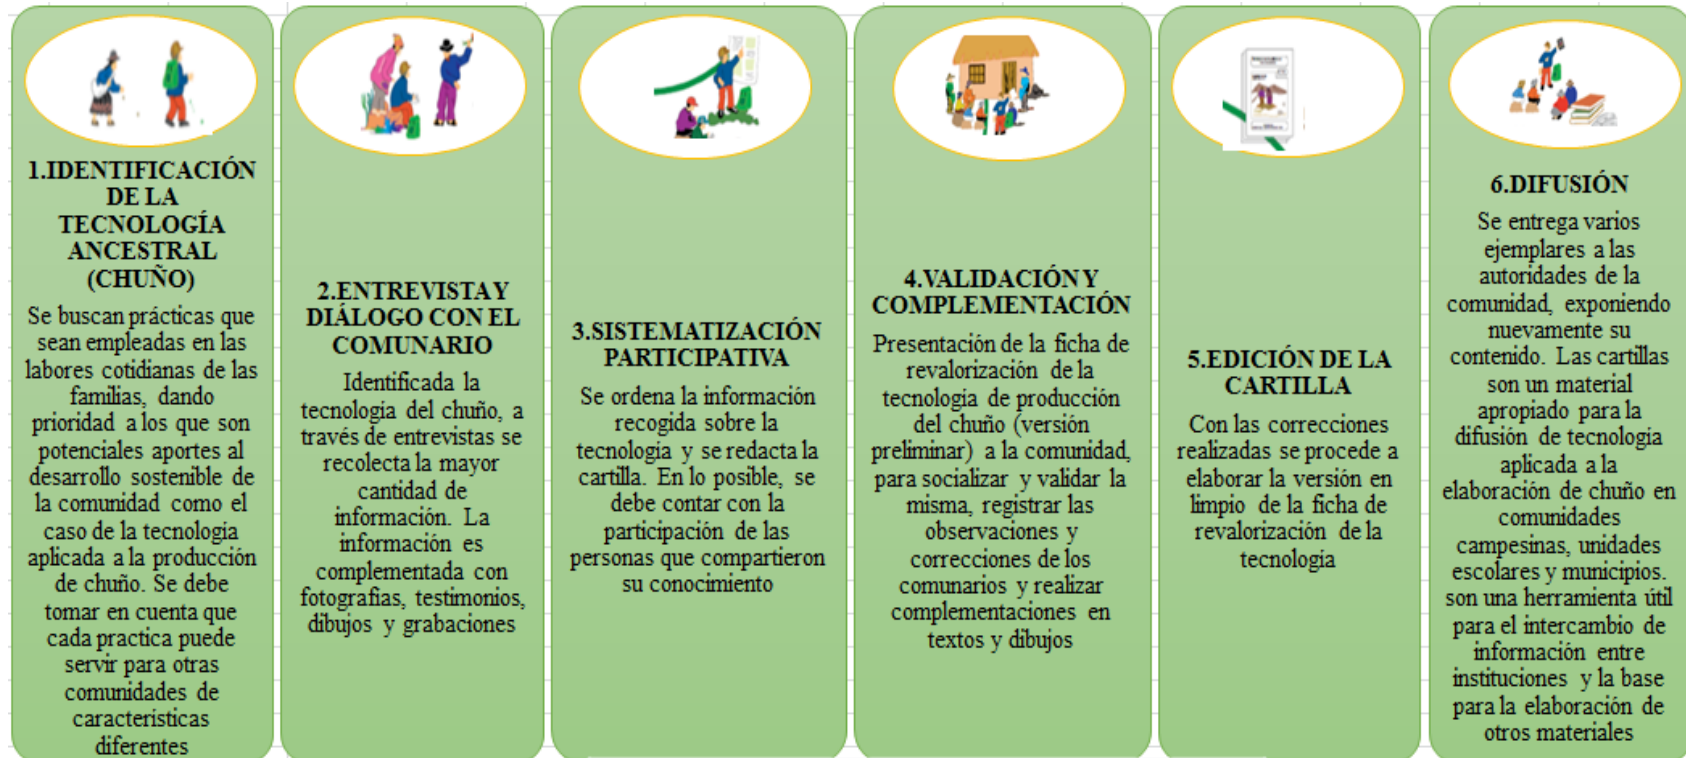 1.IDENTIFICACIÓN
DE LA
TECNOLOGÍA
ANCESTRAL
(CHUÑO)
Se buscan prácticas que
sean empleadas en las
labores cotidianas de las
familias, dando
prioridad a los que son
potenciales aportes al
desarrollo sostenible de
la comunidad como el
caso de la tecnología
aplicada a la producción
de chuño. Se debe
tomar en cuenta que
cada practica puede
servir para otras
comunidades de
características
diferentes
2.ENTREVISTA Y
DIÁLOGO CON EL
COMUNARIO
Identificada la
tecnología del chuño, a
través de entrevistas se
recolecta la mayor
cantidad de
información. La
información es
complementada con
fotografías, testimonios,
dibujos y grabaciones
3.SISTEMATIZACIÓN
PARTICIPATIVA
Se ordena la información
recogida sobre la
tecnología y se redacta la
cartilla. En lo posible, se
debe contar con la
participación de las
personas que compartieron
su conocimiento
4.VALIDACIÓN Y
COMPLEMENTACIÓN
Presentación de la ficha de
revalorización de la
tecnología de producción
del chuño (versión
preliminar) a la comunidad,
para socializar y validar la
misma, registrar las
observaciones y
correcciones de los
comunarios y realizar
complementaciones en
textos y dibujos
5.EDICIÓN DE LA
CARTILLA
Con las correcciones
realizadas se procede a
elaborar la versión en
limpio de la ficha de
revalorización de la
tecnología
6.DIFUSIÓN
Se entrega varios
ejemplares a las
autoridades de la
comunidad, exponiendo
nuevamente su
contenido. Las cartillas
son un material
apropiado para la
difusión de tecnología
aplicada a la
elaboración de chuño en
comunidades
campesinas, unidades
escolares y municipios.
son una herramienta útil
para el intercambio de
información entre
instituciones y la base
para la elaboración de
otros materiales